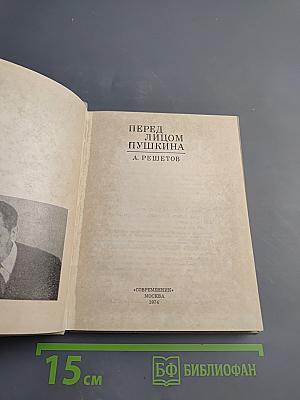 ПЕРЕД
ЛИЦОМ
ПУШКИНА
А. РЕШЕТОВ
«СОВРЕМЕННИК»
МОСКВА
1974
15 см
БФ БИБЛИОФАН